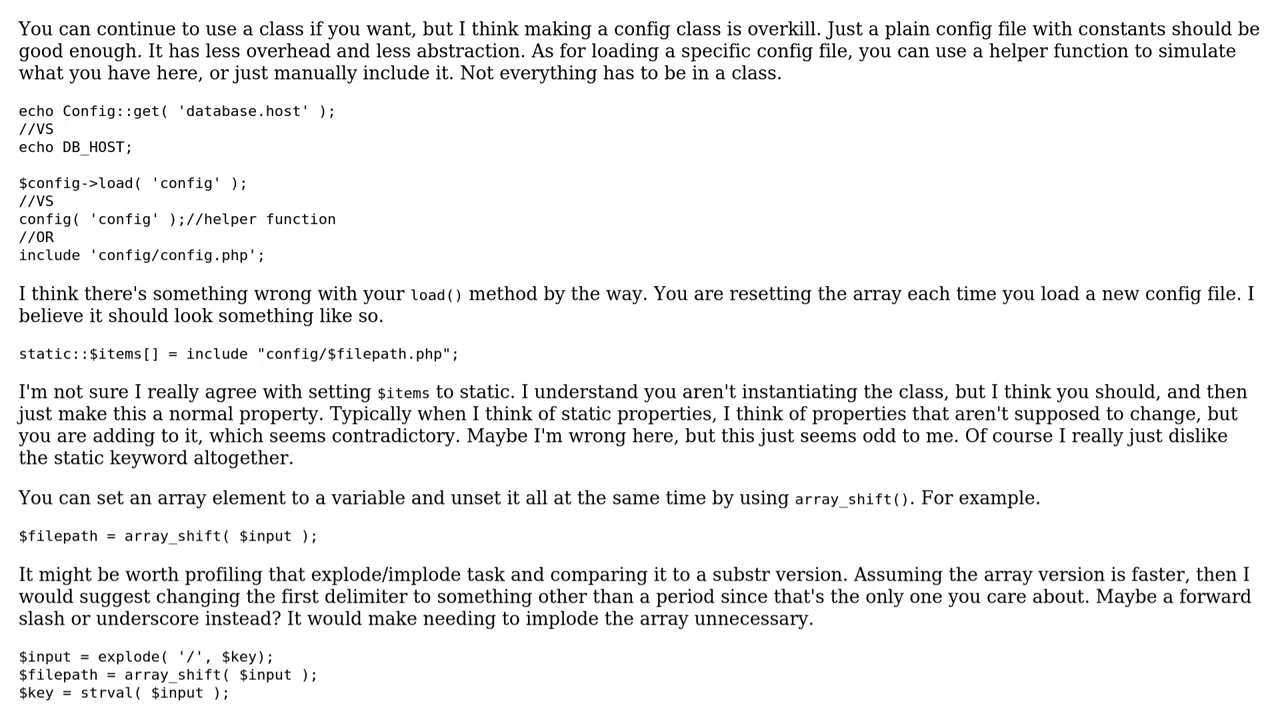 You can continue to use a class if you want, but I think making a config class is overkill. Just a plain config file with constants should be
good enough. It has less overhead and less abstraction. As for loading a specific config file, you can use a helper function to simulate
what you have here, or just manually include it. Not everything has to be in a class.
echo Config::get( 'database.host' );
//VS
echo DB_HOST;
$config->load( 'config' );
//VS
config( 'config' );//helper function
//OR
include 'config/config.php';
I think there's something wrong with your load() method by the way. You are resetting the array each time you load a new config file. I
believe it should look something like so.
static::$items[] = include "config/$filepath.php";
I'm not sure I really agree with setting $items to static. I understand you aren't instantiating the class, but I think you should, and then
just make this a normal property. Typically when I think of static properties, I think of properties that aren't supposed to change, but
you are adding to it, which seems contradictory. Maybe I'm wrong here, but this just seems odd to me. Of course I really just dislike
the static keyword altogether.
You can set an array element to a variable and unset it all at the same time by using array_shift(). For example.
$filepath = array_shift( $input );
It might be worth profiling that explode/implode task and comparing it to a substr version. Assuming the array version is faster, then I
would suggest changing the first delimiter to something other than a period since that's the only one you care about. Maybe a forward
slash or underscore instead? It would make needing to implode the array unnecessary.
$input = explode( '/', $key);
$filepath = array_shift( $input );
$key = strval( $input );